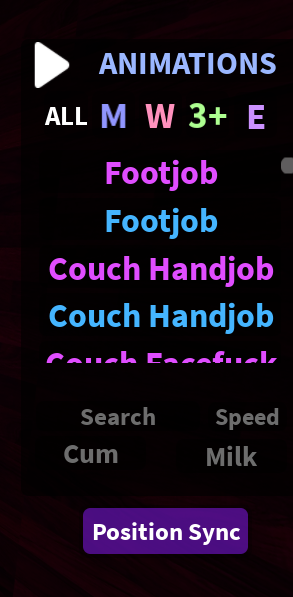 ANIMATIONS
ALL M W 3+ E
Footjob
Footjob
Couch Handjob
Couch Handjob
Couch Facefuck
Search Speed
Cum Milk
Position Sync